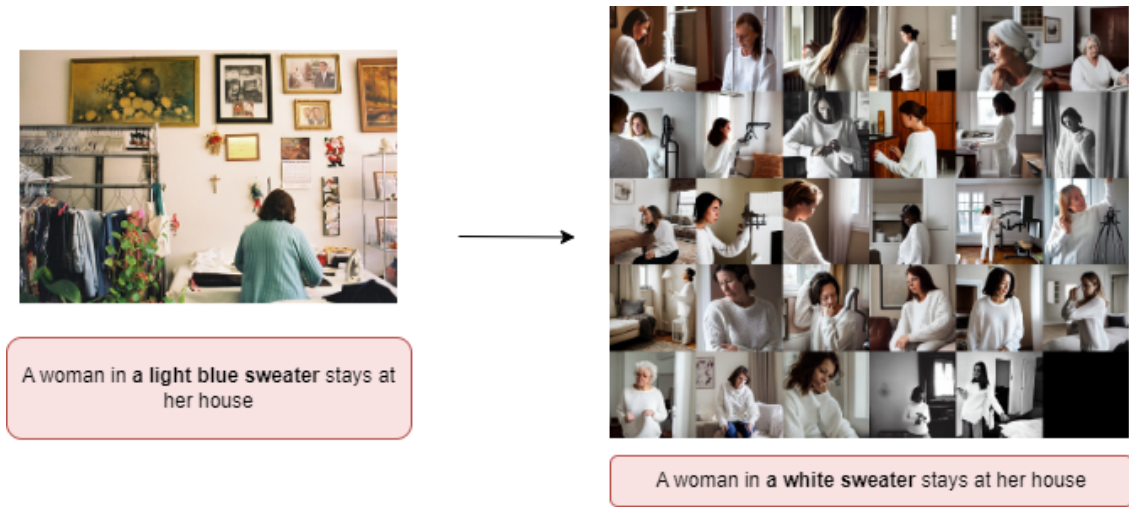 A woman in a light blue sweater stays at
her house
A woman in a white sweater stays at her house